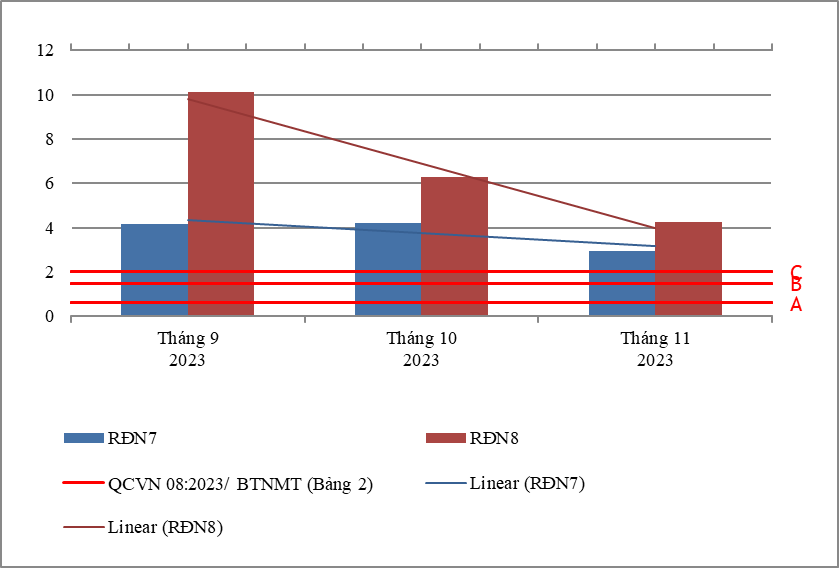 12
10
8
6
4
2
0
C
B
A
Tháng 9
2023
Tháng 10
2023
Tháng 11
2023
RĐN7
RĐN8
QCVN 08:2023/ BTNMT (Bảng 2)
Linear (RĐN7)
Linear (RĐN8)